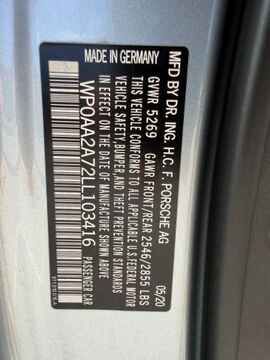 MFD BY DR. ING. H.C. F. PORSCHE AG
05/20
GVWR 5269 GAWR FRONT/REAR 2546/2855 LBS
THIS VEHICLE CONFORMS TO ALL APPLICABLE U.S. FEDERAL MOTOR
VEHICLE SAFETY, BUMPER, AND THEFT PREVENTION STANDARDS
IN EFFECT ON THE DATE OF MANUFACTURE SHOWN ABOVE
WP0AA2A72LL103416
PASSENGER CAR
MADE IN GERMANY